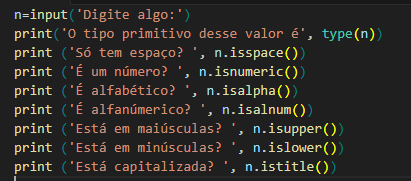 n=input('Digite algo:')
print('O tipo primitivo desse valor é', type(n))
print ('Só tem espaço? ', n.isspace())
print ('É um número? ', n.isnumeric())
print ('É alfabético? ', n.isalpha())
print ('É alfanúmerico? ', n.isalnum())
print ('Está em maiúsculas? ', n.isupper())
print ('Está em minúsculas? ', n.islower())
print ('Está capitalizada? ', n.istitle())